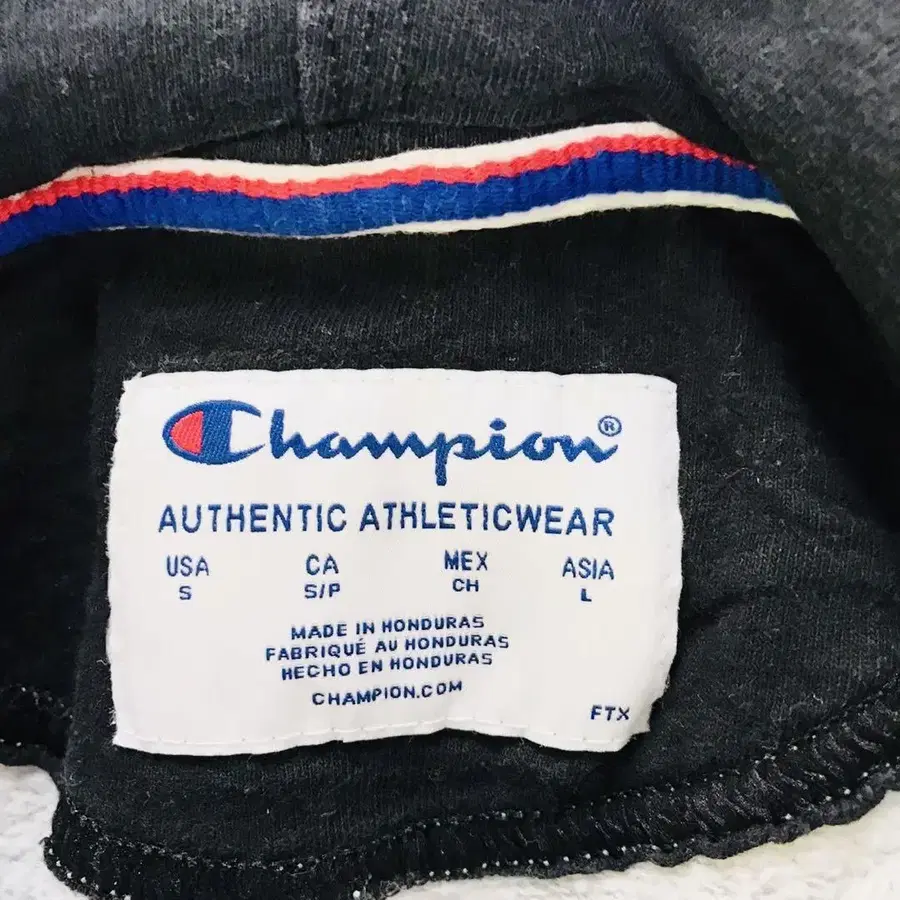 Champion®
AUTHENTIC ATHLETICWEAR
USA CA MEX ASIA
S S/P CH L
MADE IN HONDURAS
FABRIQUÉ AU HONDURAS
HECHO EN HONDURAS
CHAMPION.COM
FTX